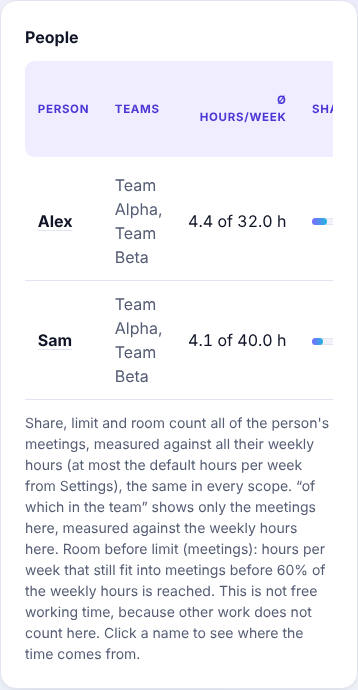 People
PERSON TEAMS Ø HOURS/WEEK
Team
Alpha,
Alex Team 4.4 of 32.0 h
Beta
Team
Alpha,
Sam Team 4.1 of 40.0 h
Beta
Share, limit and room count all of the person's
meetings, measured against all their weekly
hours (at most the default hours per week
from Settings), the same in every scope. “of
which in the team” shows only the meetings
here, measured against the weekly hours
here. Room before limit (meetings): hours per
week that still fit into meetings before 60% of
the weekly hours is reached. This is not free
working time, because other work does not
count here. Click a name to see where the
time comes from.